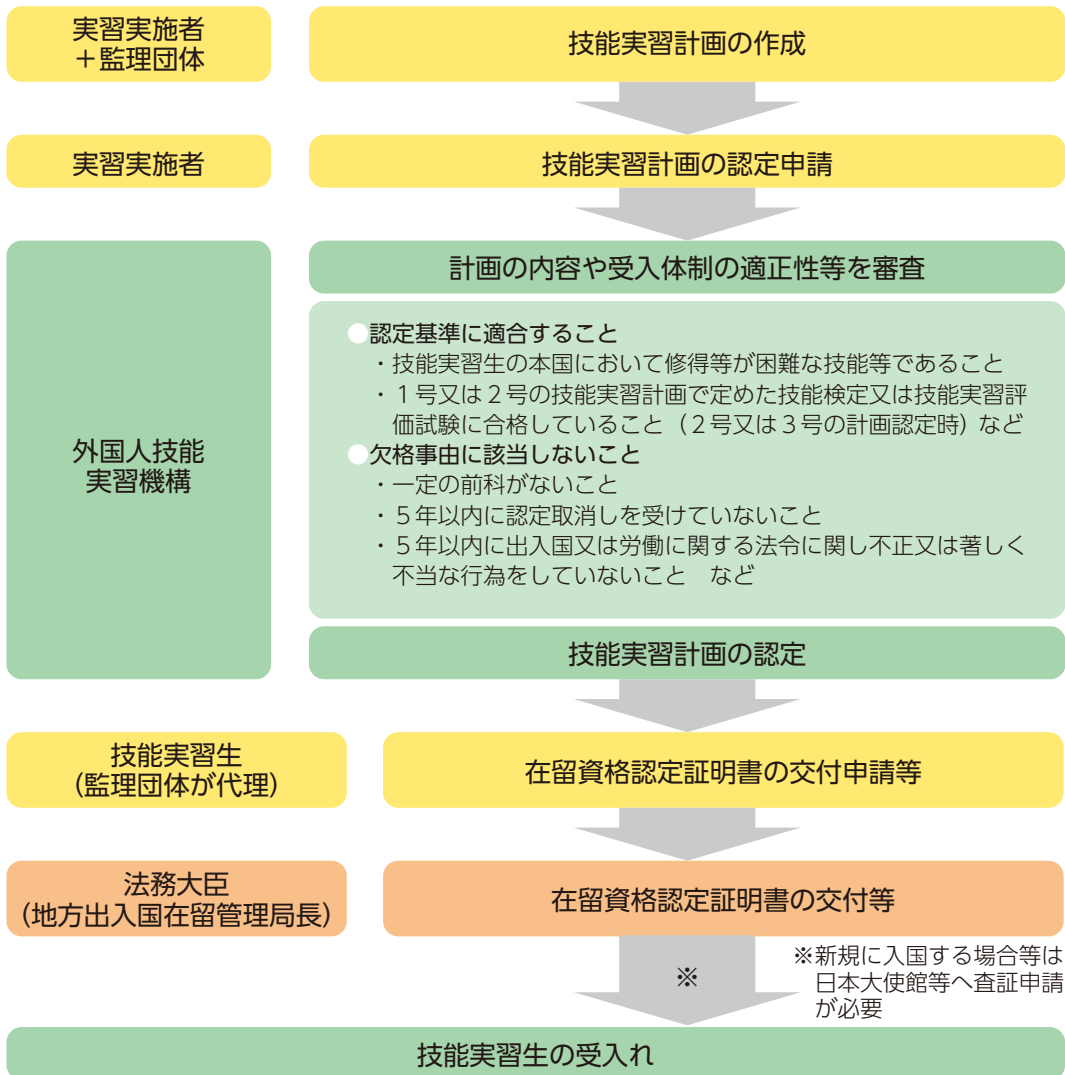 実習実施者
＋監理団体
技能実習計画の作成
実習実施者
技能実習計画の認定申請
外国人技能
実習機構
計画の内容や受入体制の適正性等を審査
●認定基準に適合すること
・技能実習生の本国において修得等が困難な技能等であること
・１号又は２号の技能実習計画で定めた技能検定又は技能実習評
価試験に合格していること（２号又は３号の計画認定時）など
●欠格事由に該当しないこと
・一定の前科がないこと
・５年以内に認定取消しを受けていないこと
・５年以内に出入国又は労働に関する法令に関し不正又は著しく
不当な行為をしていないこと　など
技能実習計画の認定
技能実習生
（監理団体が代理）
在留資格認定証明書の交付申請等
法務大臣
（地方出入国在留管理局長）
在留資格認定証明書の交付等
※
※新規に入国する場合等は
日本大使館等へ査証申請
が必要
技能実習生の受入れ